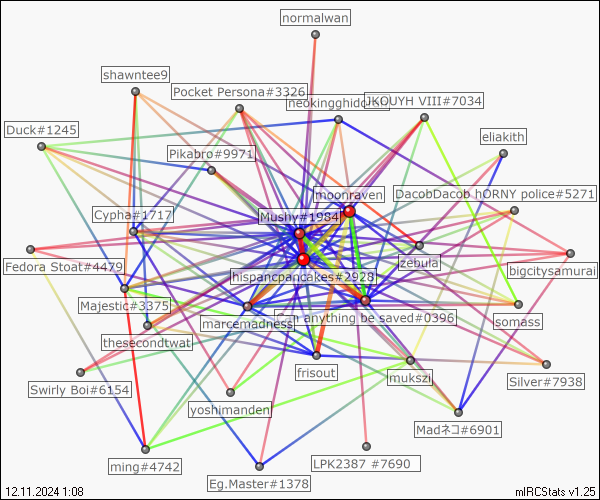 normalwan
shawntee9
Pocket Persona#3326
neokingghidorah
JKOUYH VIII#7034
Duck#1245
eliakith
Pikabro#9971
moonraven
DacobDacob hORNY police#5271
Cypha#1717
Mushy#1984
Fedora Stoat#4479
hispancpancakes#2928
zebula
bigcitysamurai
Majestic#3375
marcemadness
Can anything be saved#0396
somass
thesecondtwat
frisout
mukszi
Swirly Boi#6154
Silver#7938
yoshimanden
Madネコ#6901
ming#4742
LPK2387 #7690
Eg.Master#1378
12.11.2024 1:08
mIRCStats v1.25